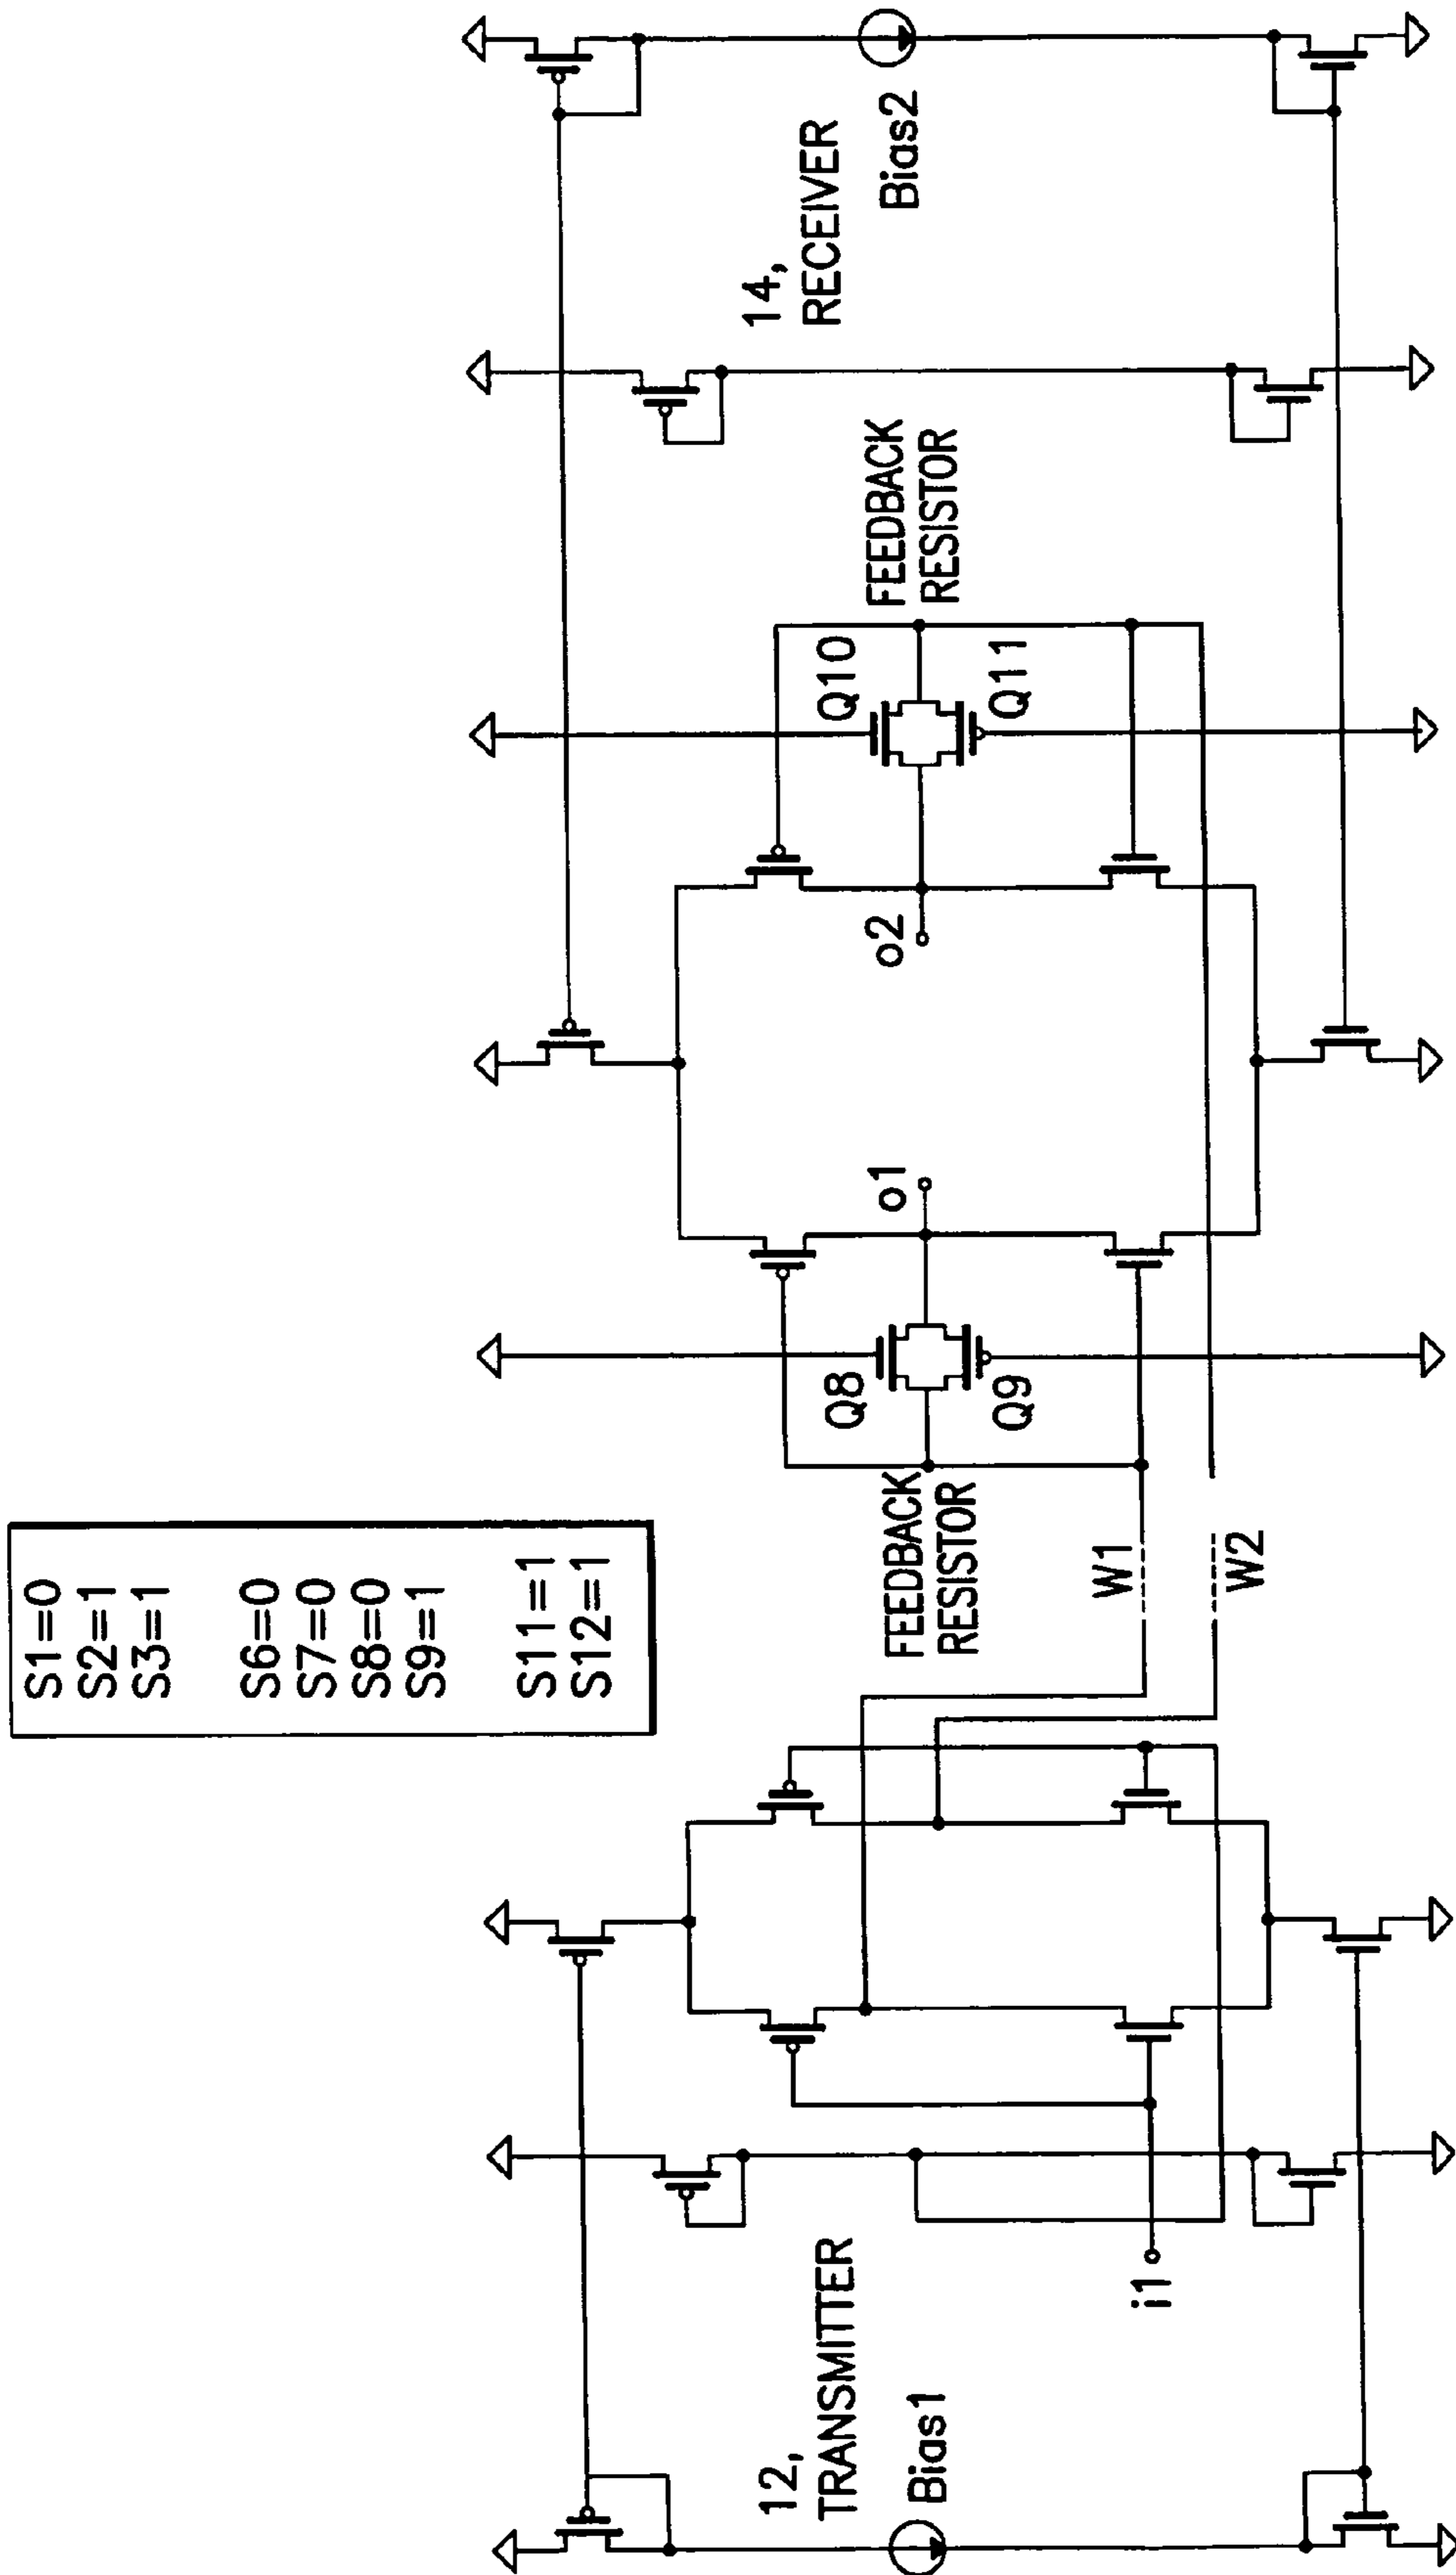 S1=0
S2=1
S3=1
S6=0
S7=0
S8=0
S9=1
S11=1
S12=1
12,
TRANSMITTER
Bias1
i1
W1
W2
FEEDBACK
RESISTOR
Q8
Q9
o1
o2
Q10
Q11
FEEDBACK
RESISTOR
14,
RECEIVER
Bias2